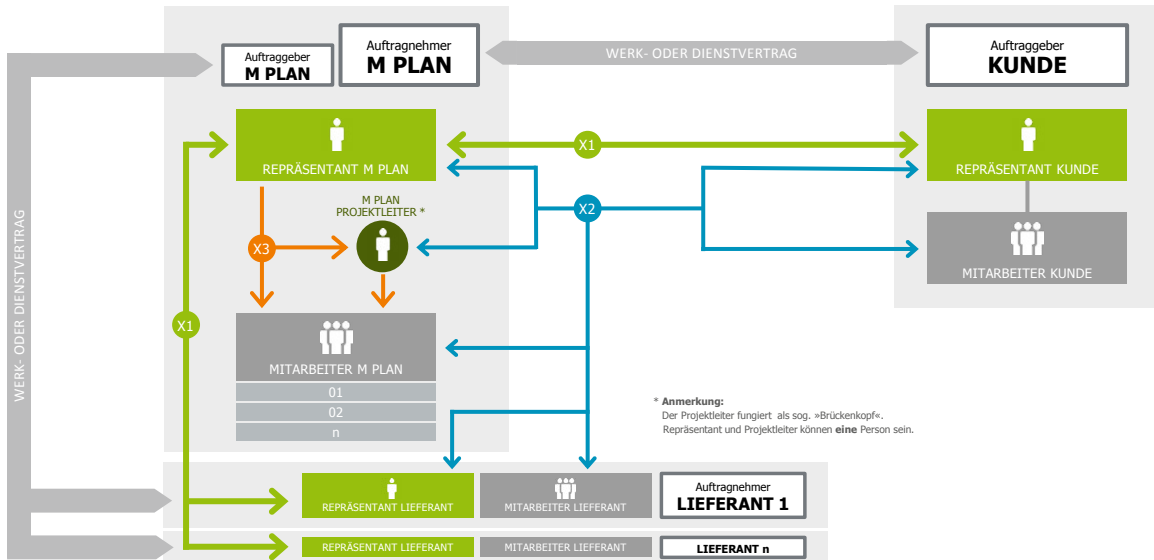 Auftraggeber
M PLAN
Auftragnehmer
M PLAN
WERK- ODER DIENSTVERTRAG
Auftraggeber
KUNDE
REPRÄSENTANT M PLAN
X1
REPRÄSENTANT KUNDE
M PLAN
PROJEKTLEITER *
X2
X3
MITARBEITER KUNDE
WERK- ODER DIENSTVERTRAG
X1
MITARBEITER M PLAN
01
02
n
* Anmerkung:
Der Projektleiter fungiert als sog. »Brückenkopf«.
Repräsentant und Projektleiter können eine Person sein.
REPRÄSENTANT LIEFERANT
MITARBEITER LIEFERANT
Auftragnehmer
LIEFERANT 1
REPRÄSENTANT LIEFERANT
MITARBEITER LIEFERANT
LIEFERANT n